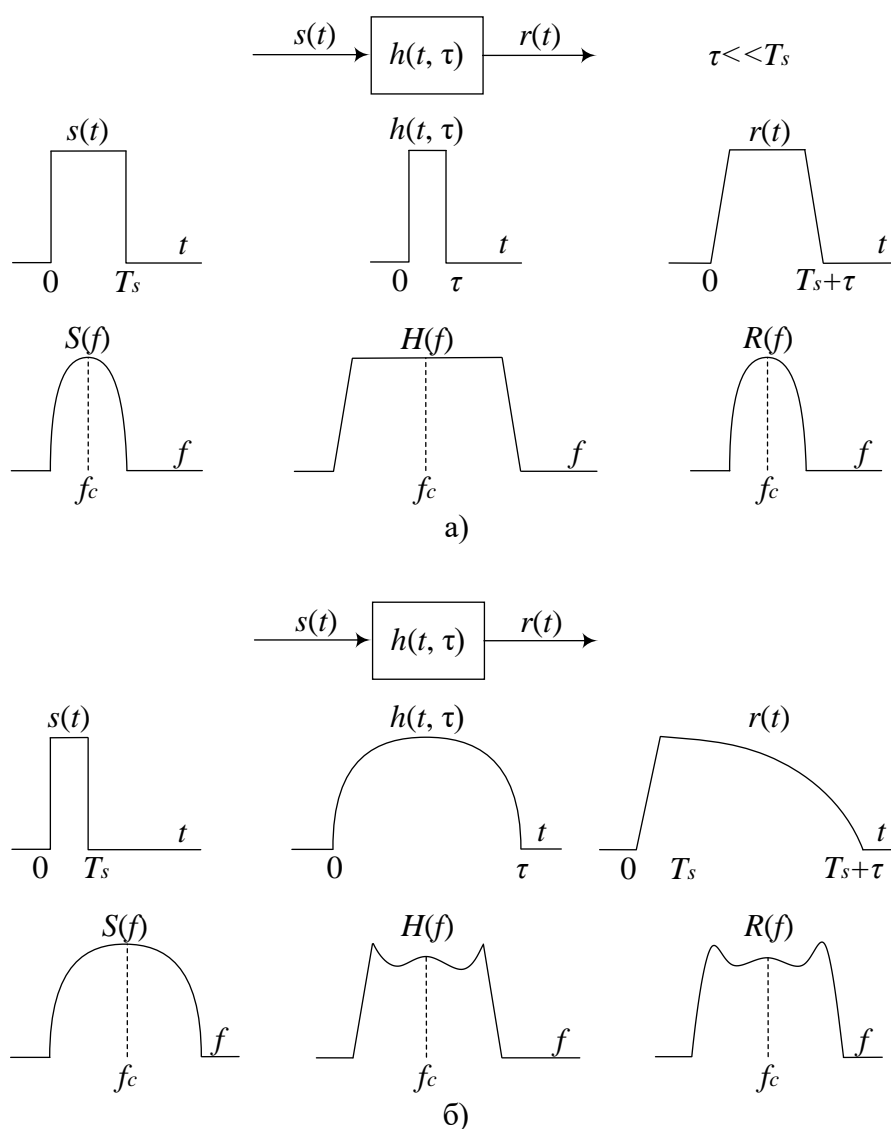 s(t) h(t, τ) r(t) τ<<Ts
s(t) h(t, τ) r(t)
t t t
0 Ts 0 τ 0 Ts+τ
S(f) H(f) R(f)
f f f
fc fc fc
а)
s(t) h(t, τ) r(t)
s(t) h(t, τ) r(t)
t t t
0 Ts 0 τ 0 Ts Ts+τ
S(f) H(f) R(f)
f f f
fc fc fc
б)